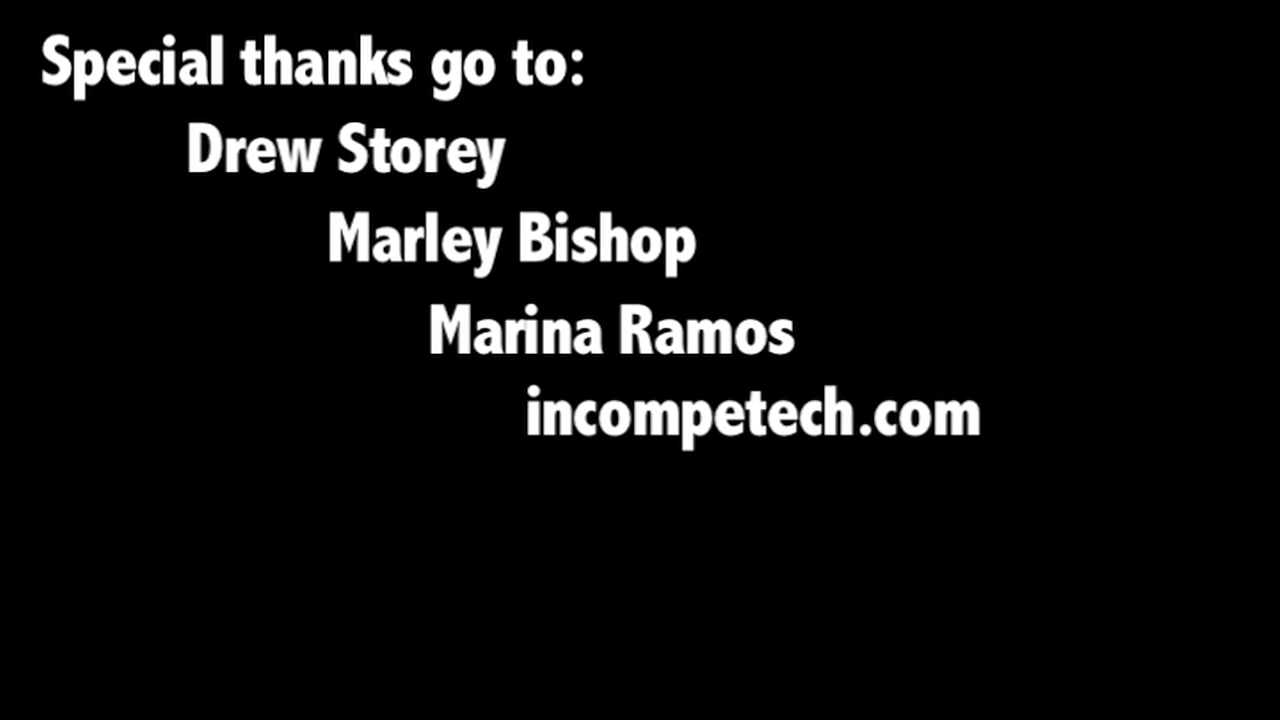 Special thanks go to:
Drew Storey
Marley Bishop
Marina Ramos
incompetech.com